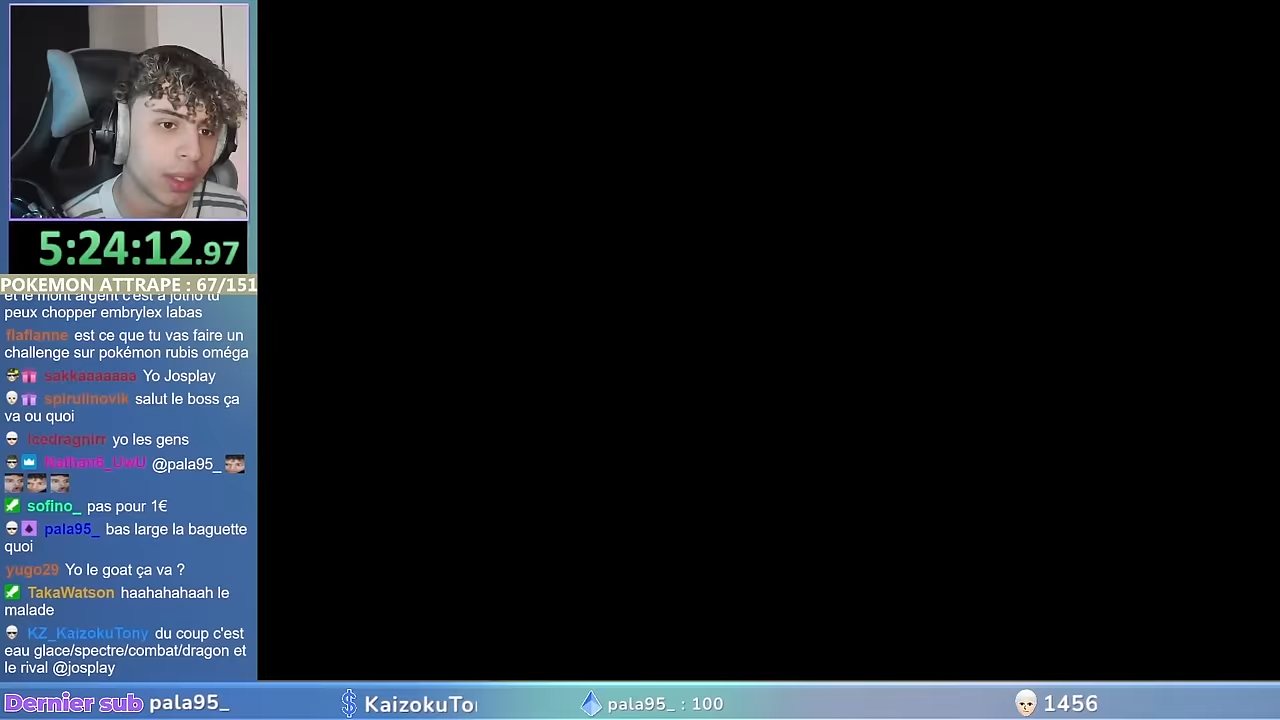 5:24:12.97
POKEMON ATTRAPE : 67/151
et le mont argent c'est a jotho tu
peux chopper embrylex labas
flaflanne est ce que tu vas faire un
challenge sur pokémon rubis oméga
sakkaaaaaaa Yo Josplay
spirulinovik salut le boss ça
va ou quoi
icedragnirr yo les gens
Nathan6_UwU @pala95_
sofino_ pas pour 1€
pala95_ bas large la baguette
quoi
yugo29 Yo le goat ça va ?
TakaWatson haahahahaah le
malade
KZ_KaizokuTony du coup c'est
eau glace/spectre/combat/dragon et
le rival @josplay
Dernier sub pala95_ KaizokuTo pala95_ : 100 1456